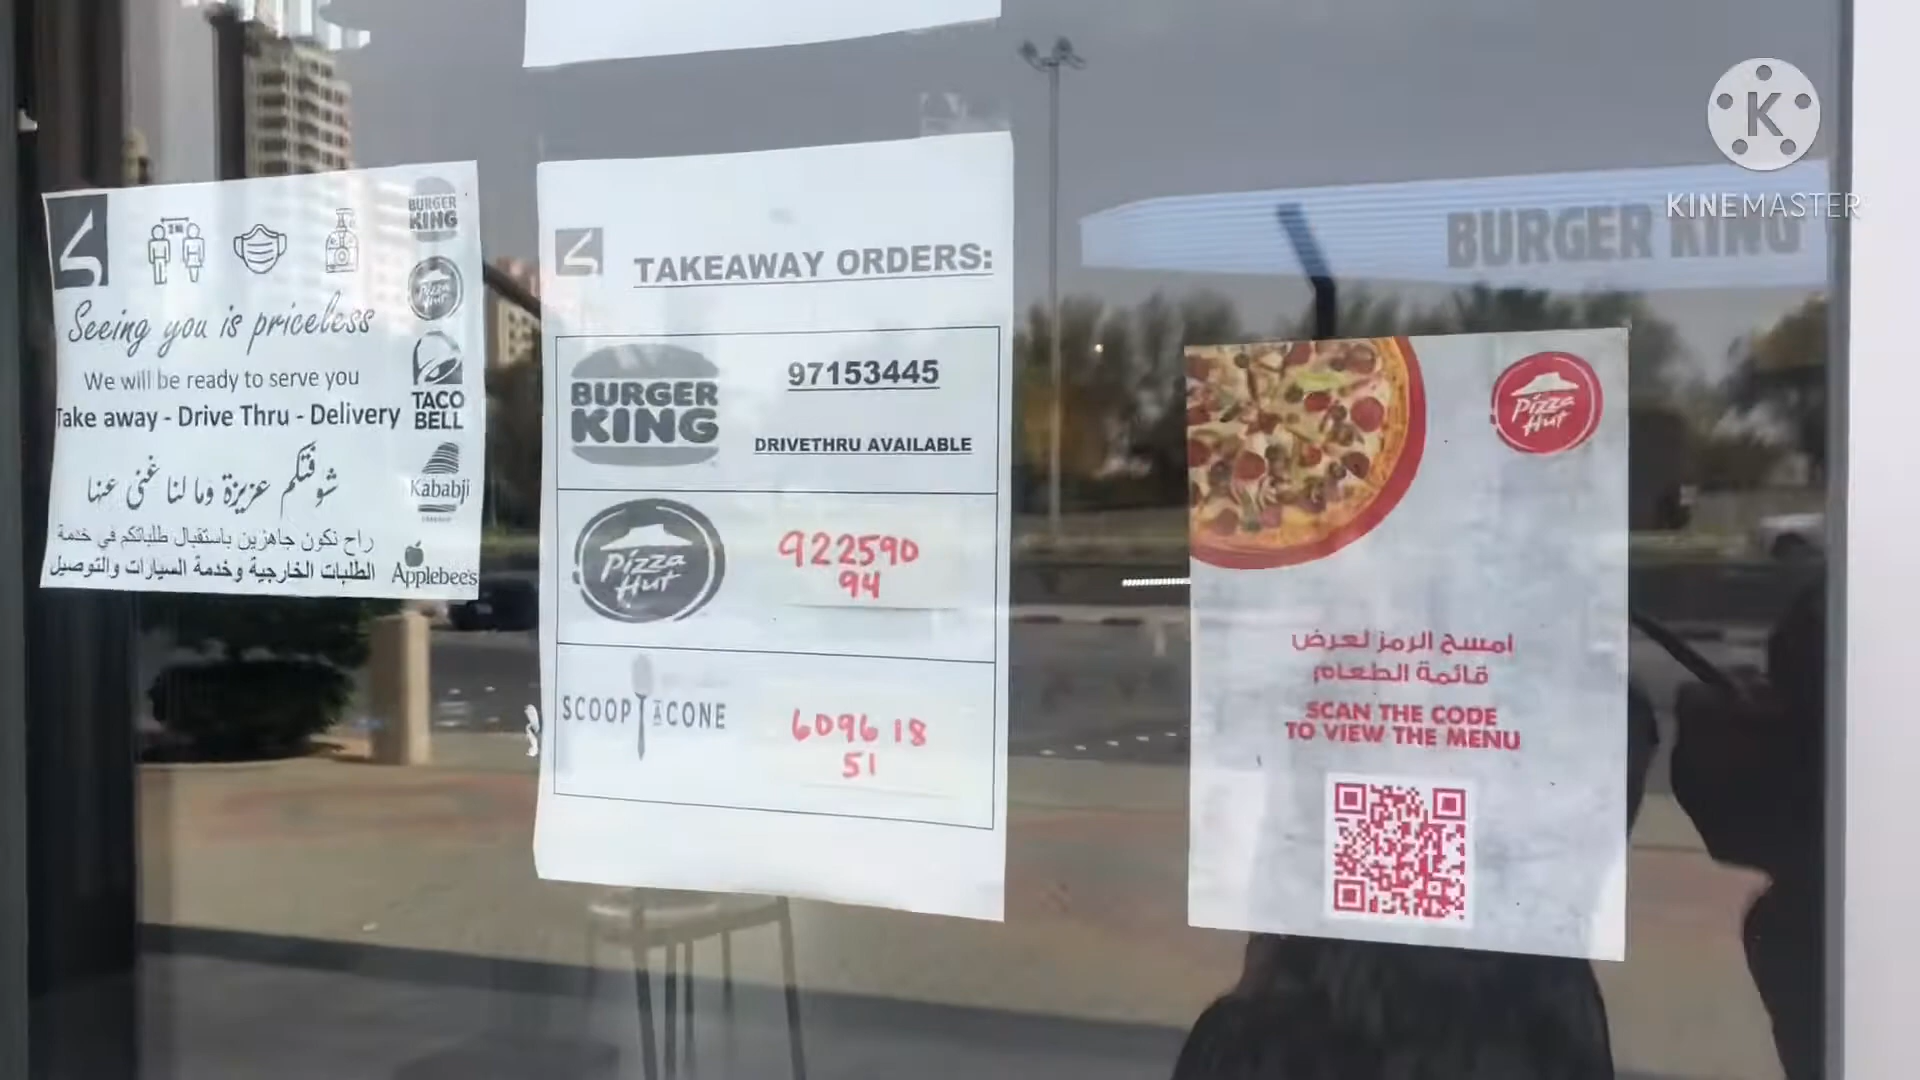 BURGER
KING
Pizza
Hut
Seeing you is priceless
We will be ready to serve you
Take away - Drive Thru - Delivery
TACO
BELL
شوفتكم عزيزة وما لنا غنى عنها
Kababji
راح نكون جاهزين باستقبال طلباتكم في خدمة
الطلبات الخارجية وخدمة السيارات والتوصيل
Applebee's
TAKEAWAY ORDERS:
BURGER
KING
97153445
DRIVETHRU AVAILABLE
Pizza
Hut
922590
94
SCOOP A CONE
6096 18
51
BURGER KING
K
KINEMASTER
Pizza
Hut
امسح الرمز لعرض
قائمة الطعام
SCAN THE CODE
TO VIEW THE MENU